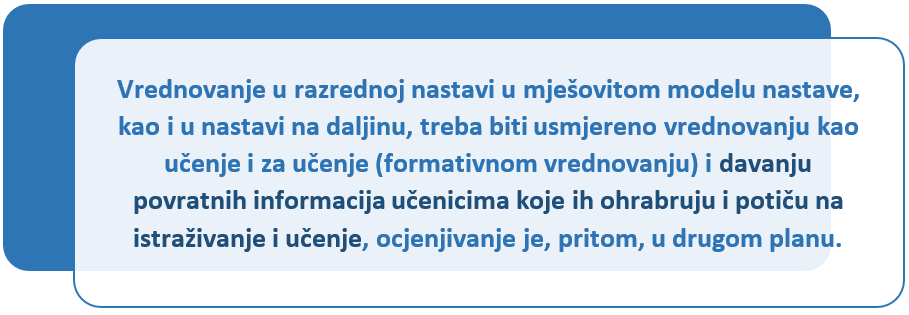 Vrednovanje u razrednoj nastavi u mješovitom modelu nastave,
kao i u nastavi na daljinu, treba biti usmjereno vrednovanju kao
učenje i za učenje (formativnom vrednovanju) i davanju
povratnih informacija učenicima koje ih ohrabruju i potiču na
istraživanje i učenje, ocjenjivanje je, pritom, u drugom planu.